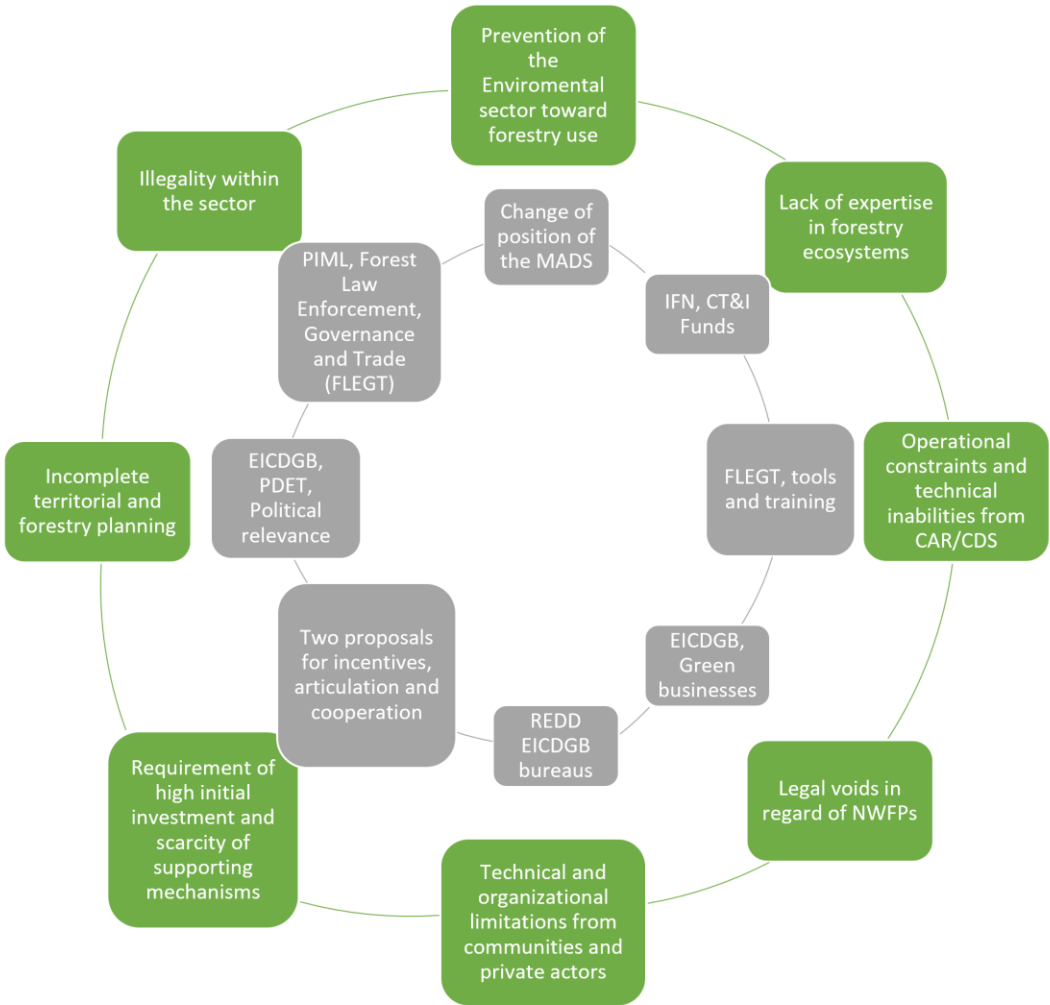 Prevention of
the
Enviromental
sector toward
forestry use
Lack of expertise
in forestry
ecosystems
Operational
constraints and
technical
inabilities from
CAR/CDS
Legal voids in
regard of NWFPs
Technical and
organizational
limitations from
communities and
private actors
Requirement of
high initial
investment and
scarcity of
supporting
mechanisms
Incomplete
territorial and
forestry planning
Illegality within
the sector
Change of
position of
the MADS
IFN, CT&I
Funds
FLEGT, tools
and training
EICDGB,
Green
businesses
REDD
EICDGB
bureaus
Two proposals
for incentives,
articulation and
cooperation
EICDGB,
PDET,
Political
relevance
PIML, Forest
Law
Enforcement,
Governance
and Trade
(FLEGT)